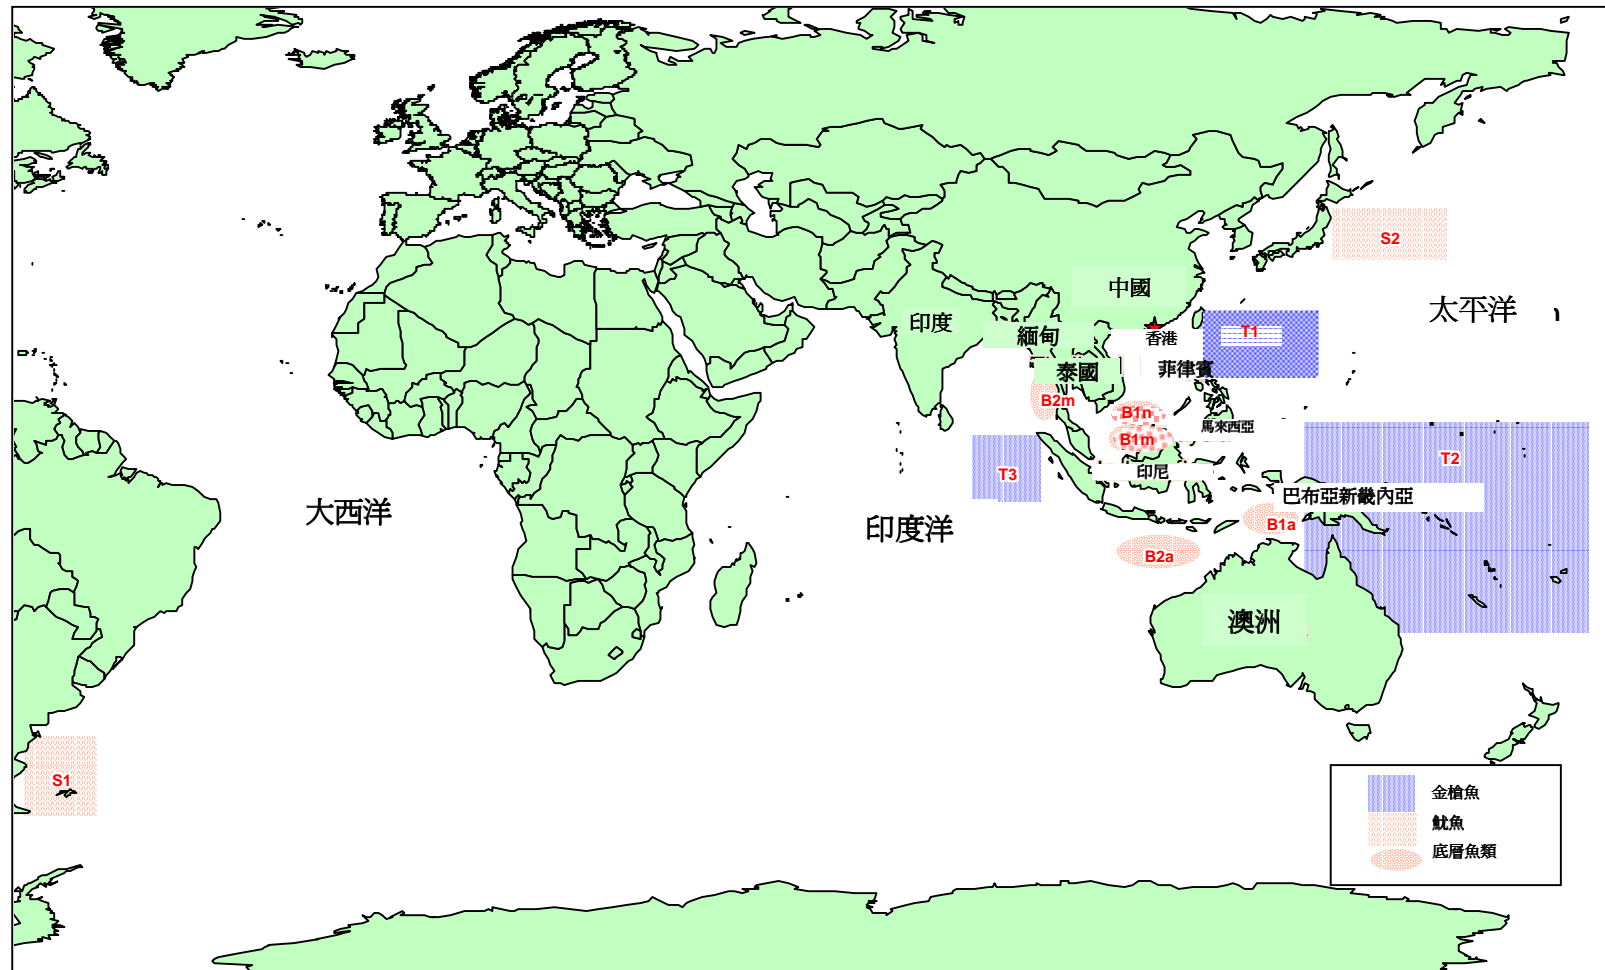 S2
中國
太平洋
印度
緬甸
香港
T1
泰國
菲律賓
B2m
B1n
馬來西亞
B1m
T2
T3
印尼
巴布亞新畿內亞
大西洋
印度洋
B1a
B2a
澳洲
S1
金槍魚
魷魚
底層魚類